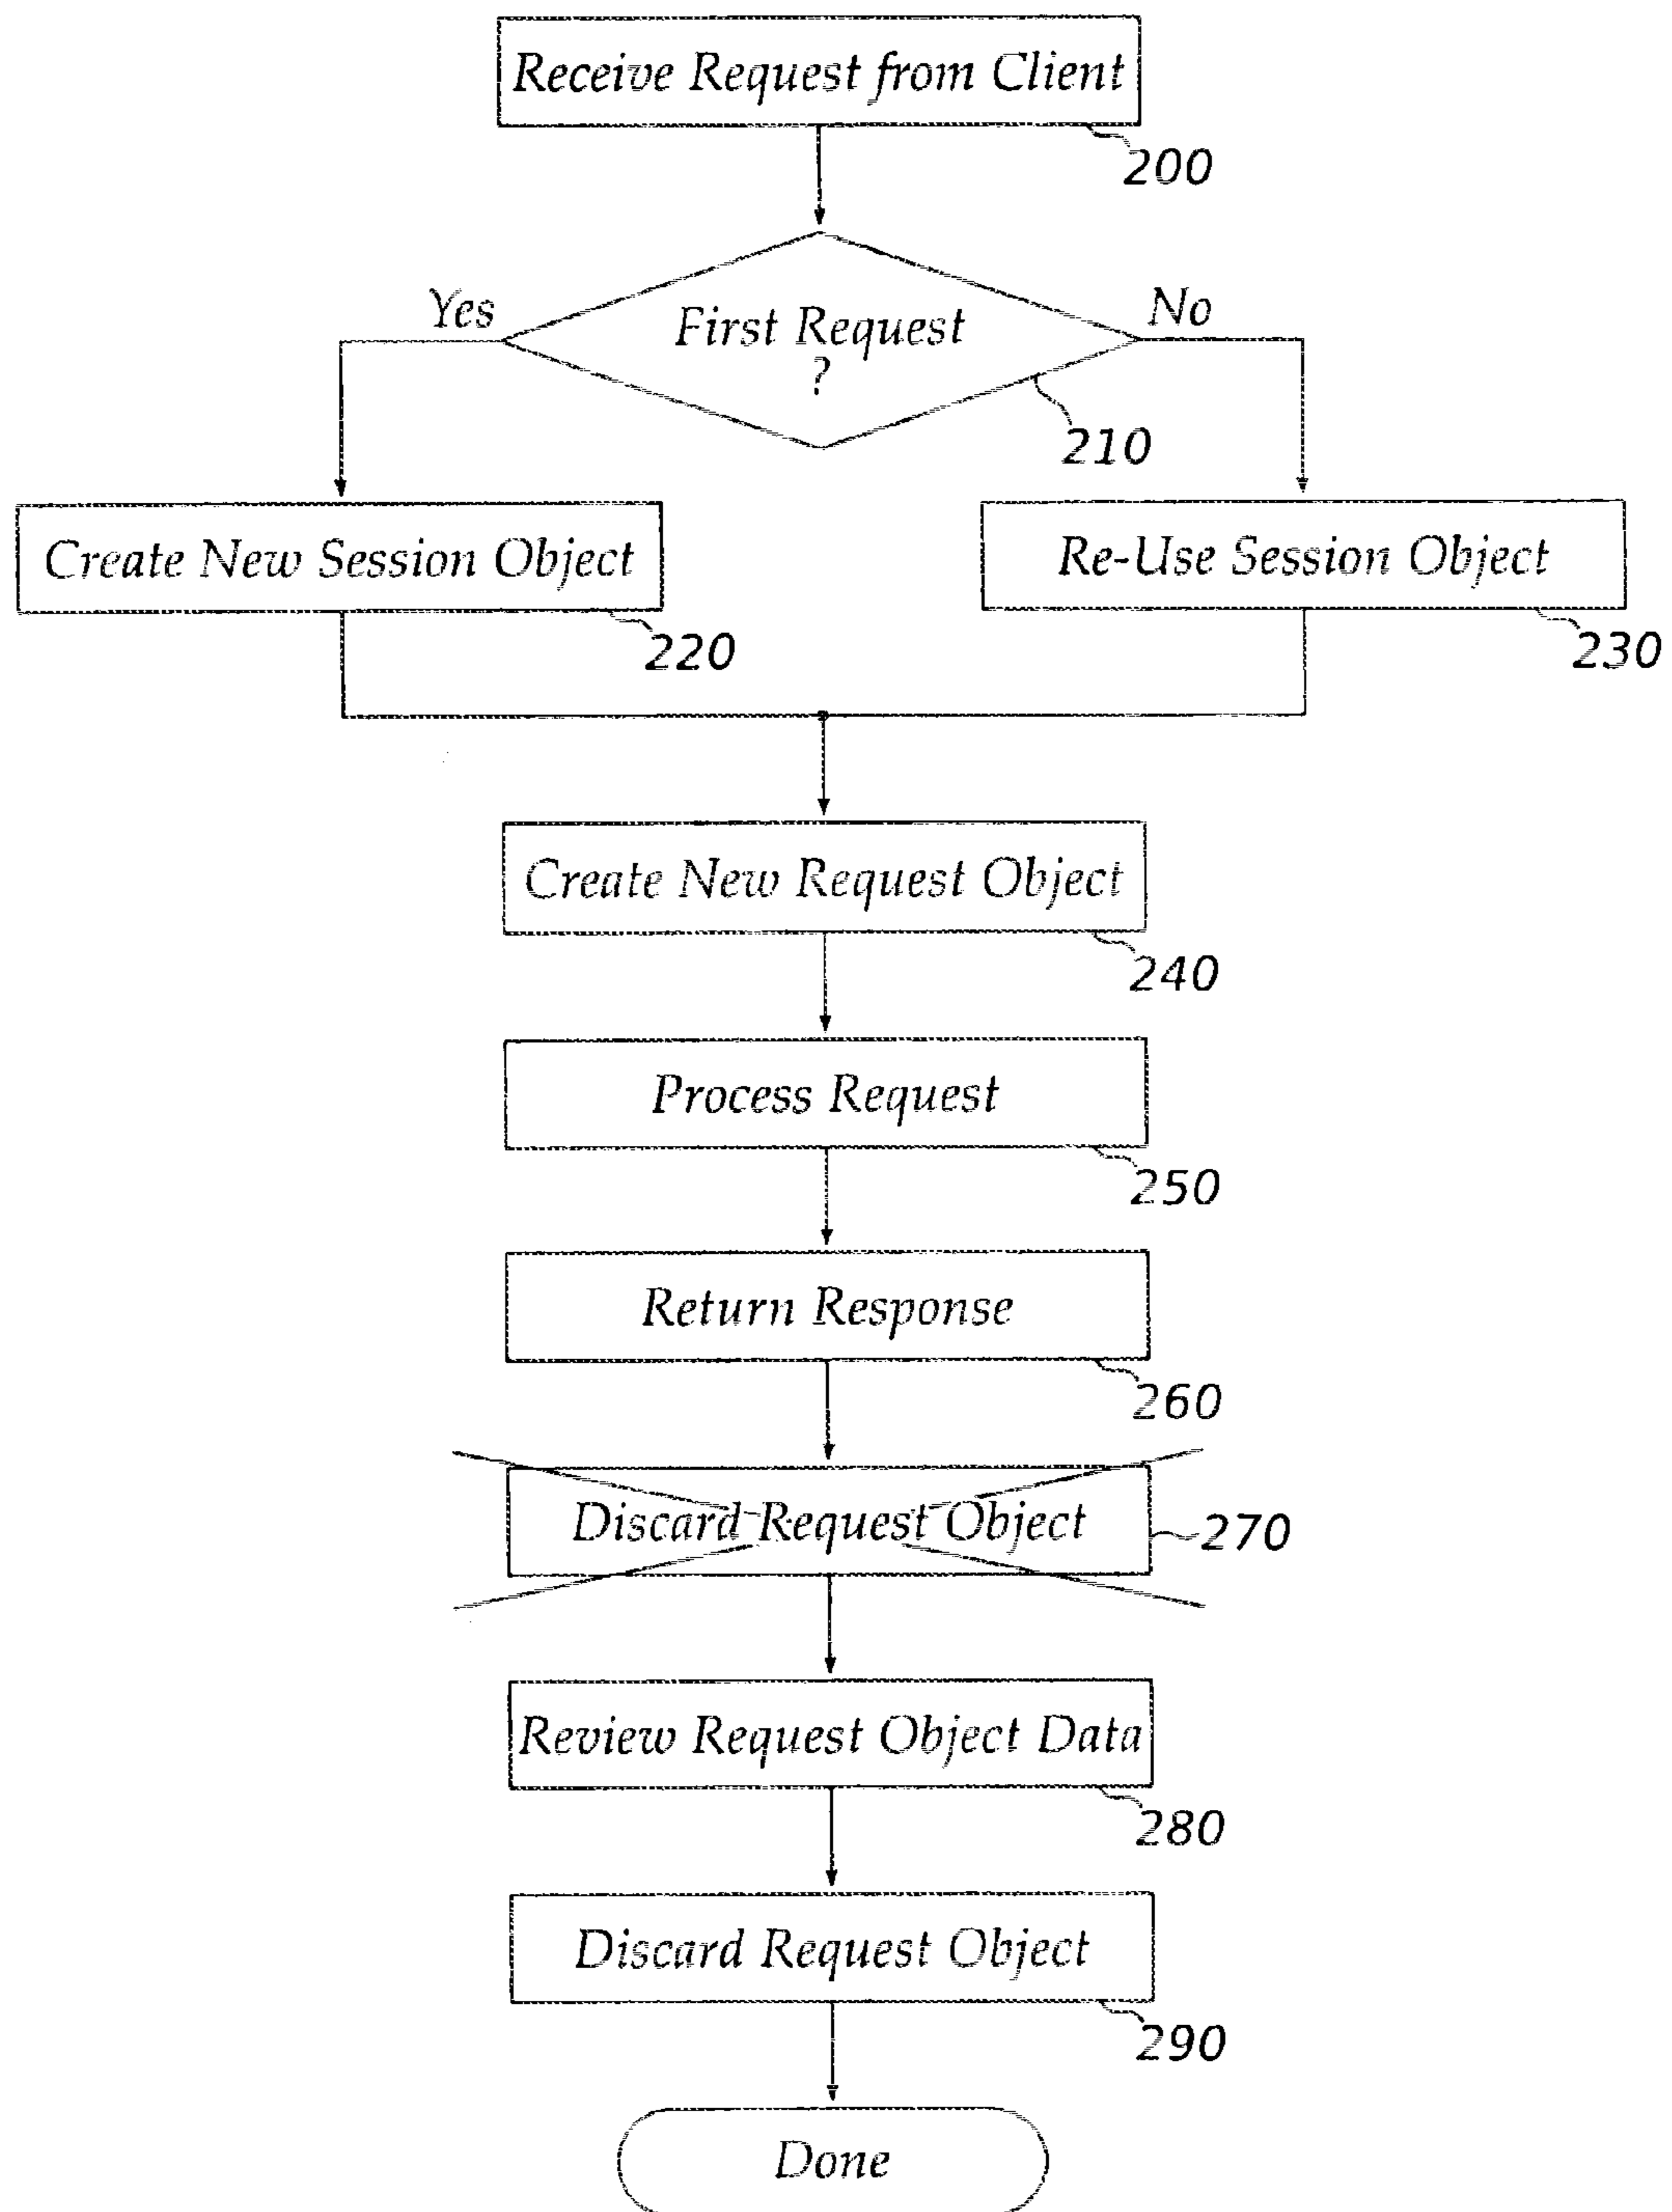 Receive Request from Client
200
Yes
No
First Request
?
210
Create New Session Object
Re-Use Session Object
220
230
Create New Request Object
240
Process Request
250
Return Response
260
Discard Request Object
270
Review Request Object Data
280
Discard Request Object
290
Done